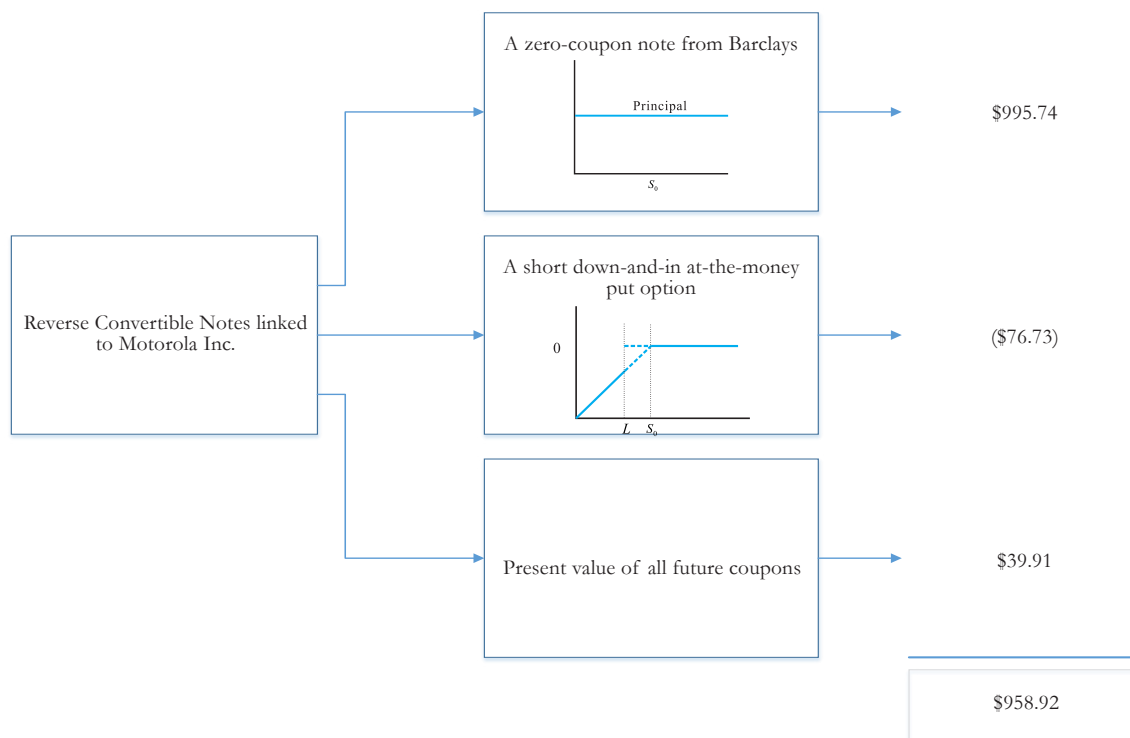 A zero-coupon note from Barclays
Principal
S₀
$995.74
Reverse Convertible Notes linked
to Motorola Inc.
A short down-and-in at-the-money
put option
0
L S₀
($76.73)
Present value of all future coupons
$39.91
$958.92